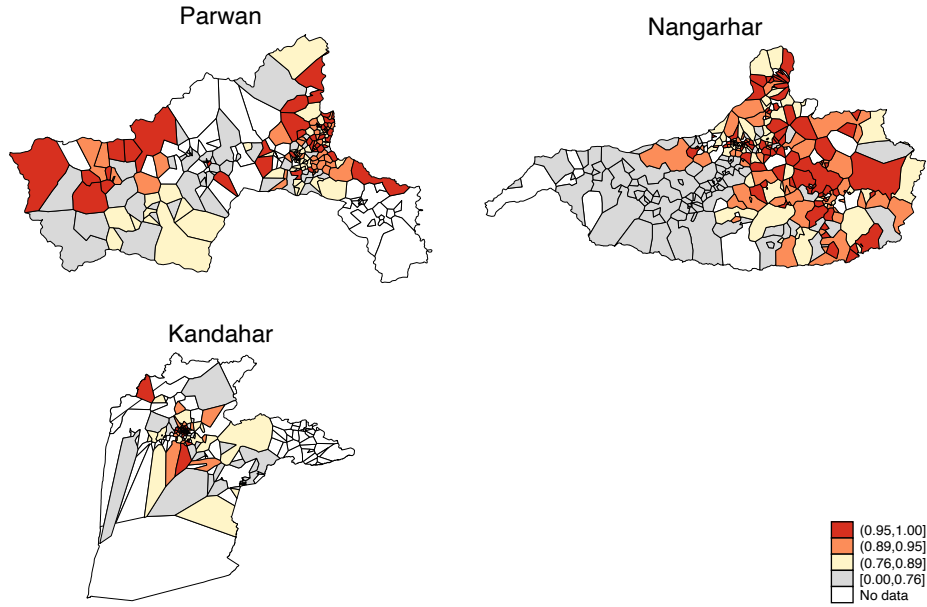 Parwan
Nangarhar
Kandahar
(0.95,1.00]
(0.89,0.95]
(0.76,0.89]
[0.00,0.76]
No data